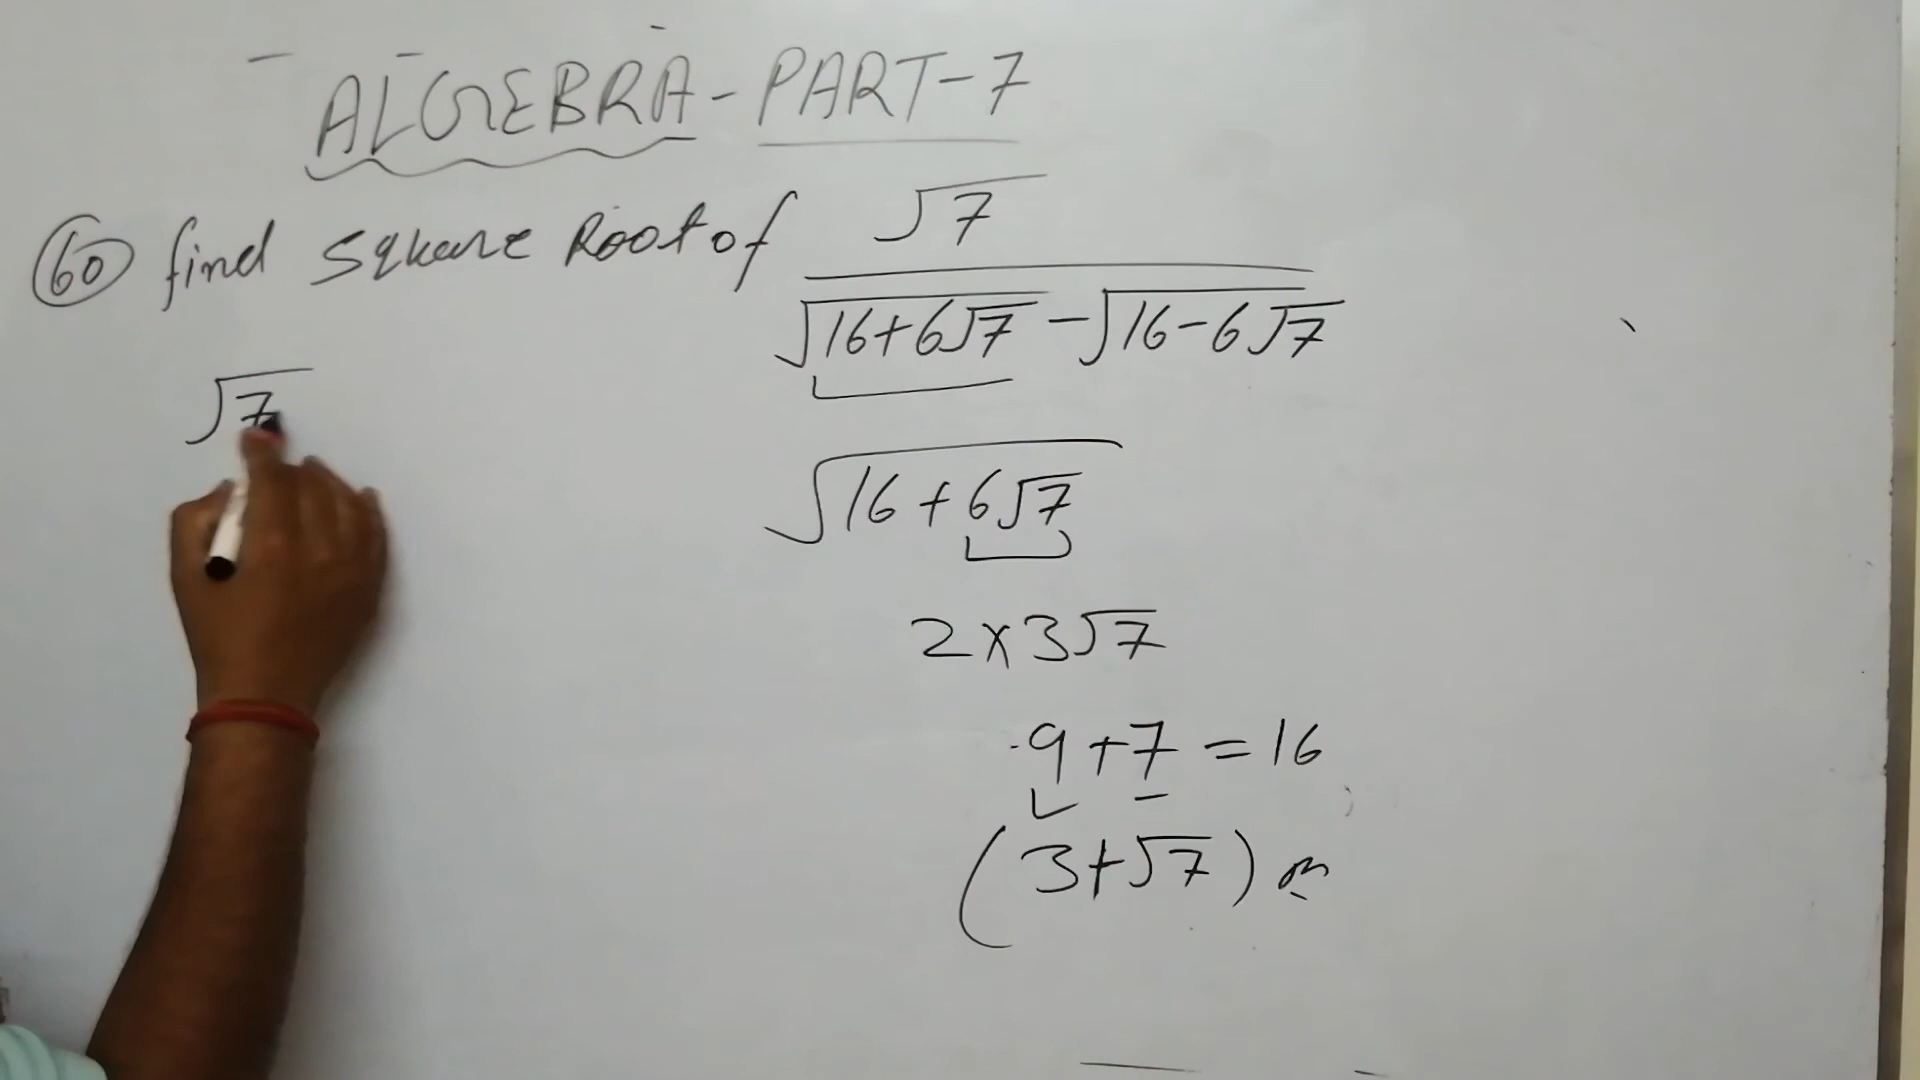 ALGEBRA - PART-7
60 find Square Root of √7 / (√(16+6√7) - √(16-6√7))
√7
√(16+6√7)
2×3√7
9+7=16
(3+√7)